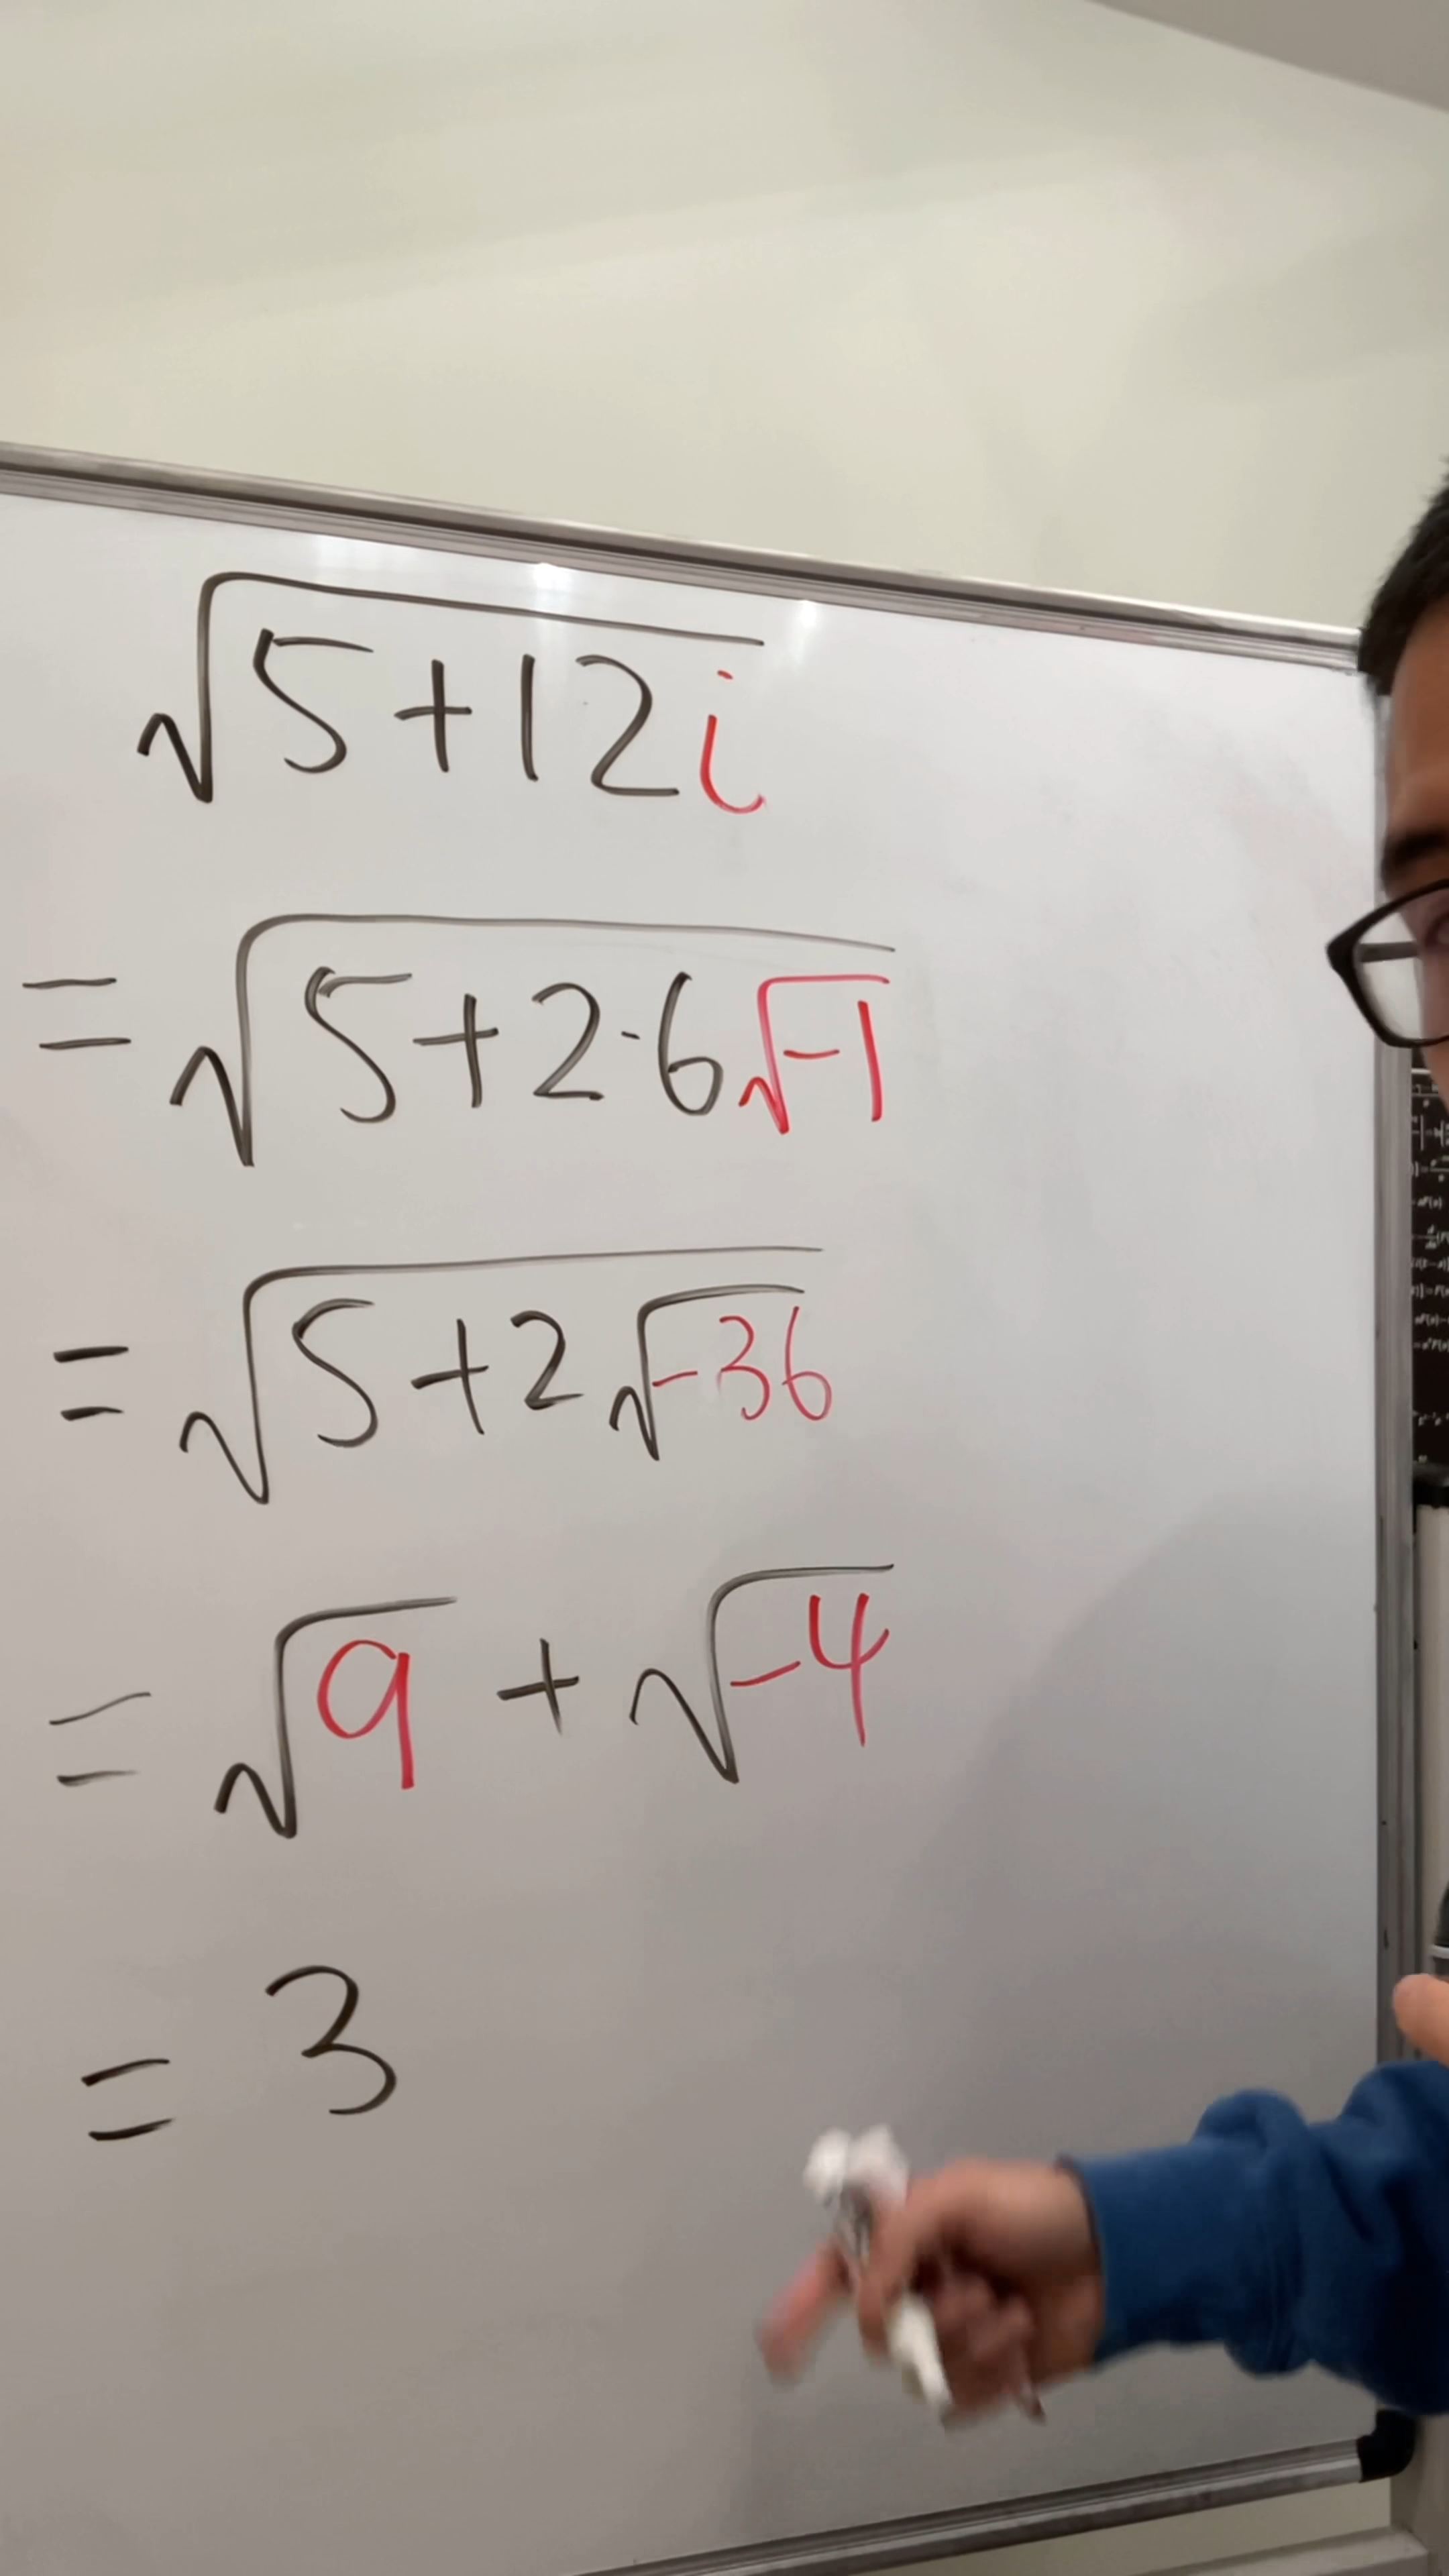 √(5+12i)
= √(5+2·6√(-1))
= √(5+2√(-36))
= √9 + √(-4)
= 3